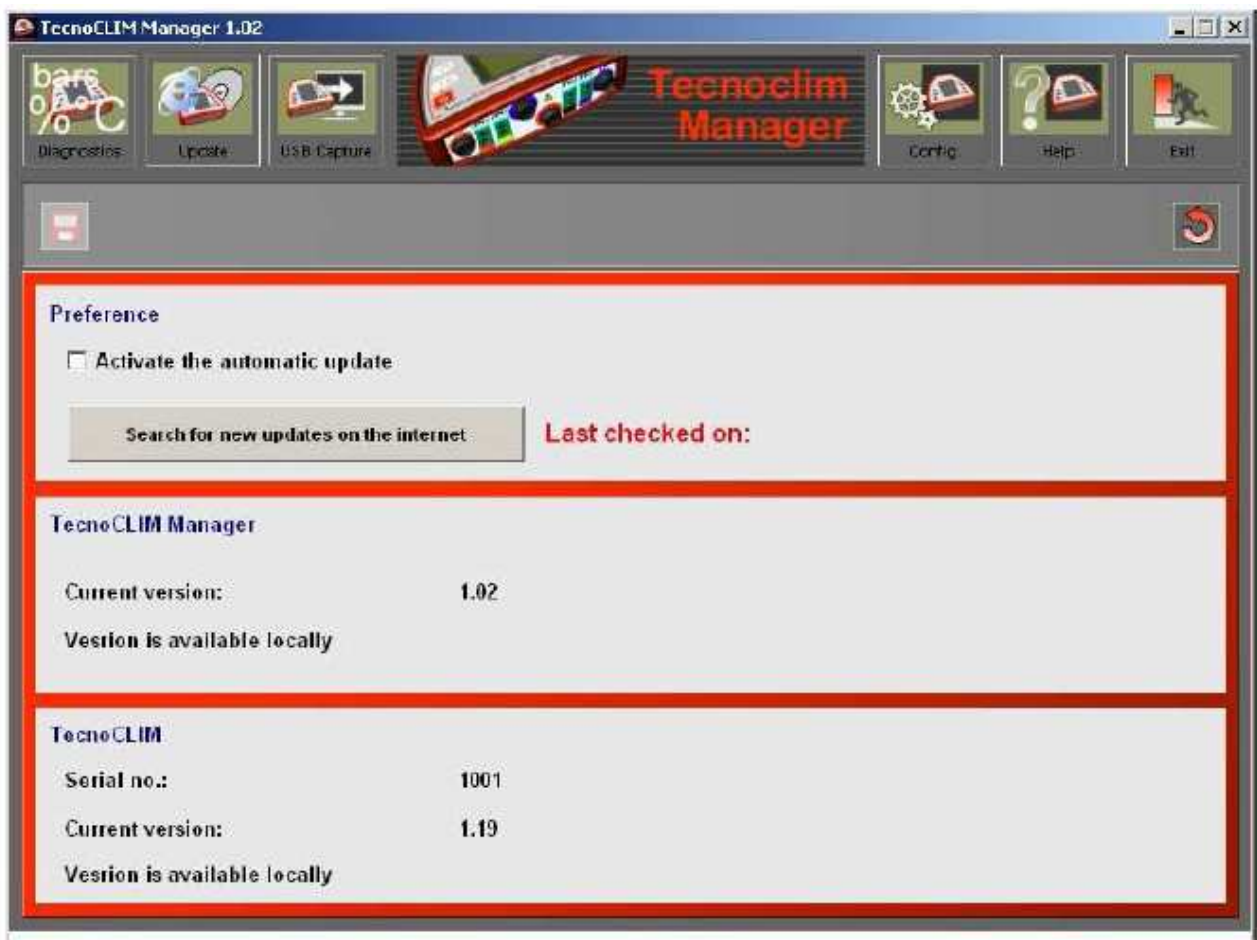 TecnoCLIM Manager 1.02
bars
% °C
Diagnostics
Update
USB Capture
Tecnoclim
Manager
Config
Help
Exit
Preference
Activate the automatic update
Search for new updates on the internet
Last checked on:
TecnoCLIM Manager
Current version: 1.02
Vesrion is available locally
TecnoCLIM
Serial no.: 1001
Current version: 1.19
Vesrion is available locally